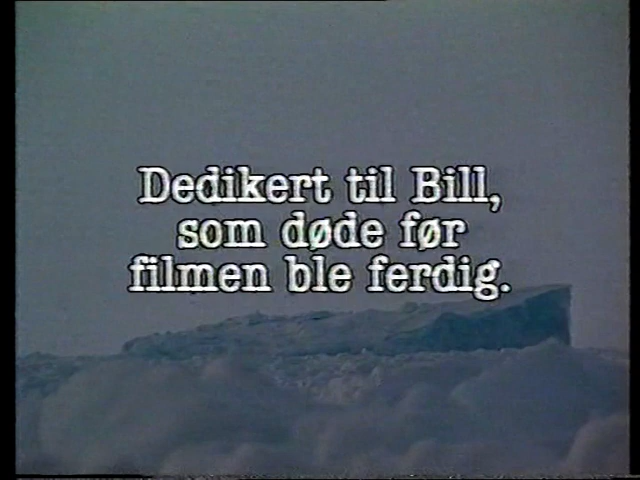 Dedikert til Bill,
som døde før
filmen ble ferdig.